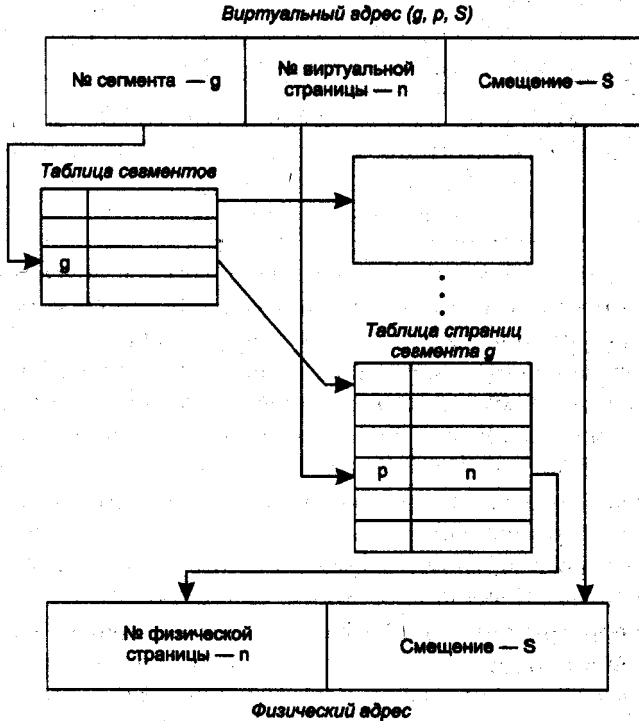 Виртуальный адрес (g, p, S)
№ сегмента — g
№ виртуальной
страницы — n
Смещение — S
Таблица сегментов
g
Таблица страниц
сегмента g
p
n
№ физической
страницы — n
Смещение — S
Физический адрес